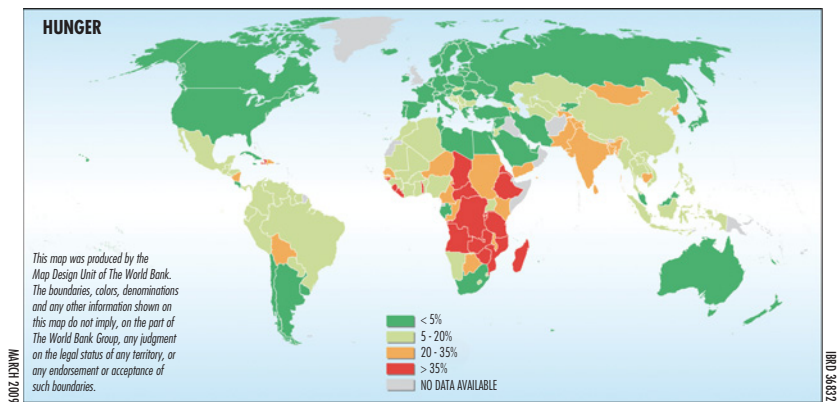 HUNGER
This map was produced by the
Map Design Unit of The World Bank.
The boundaries, colors, denominations
and any other information shown on
this map do not imply, on the part of
The World Bank Group, any judgment
on the legal status of any territory, or
any endorsement or acceptance of
such boundaries.
< 5%
5 - 20%
20 - 35%
> 35%
NO DATA AVAILABLE
MARCH 2009
IBRD 36832